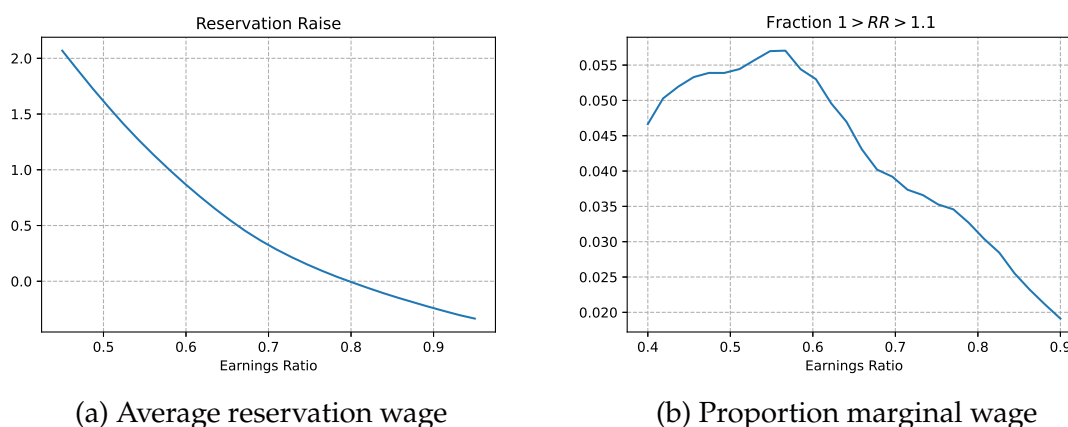 Reservation Raise
2.0
1.5
1.0
0.5
0.0
0.5 0.6 0.7 0.8 0.9
Earnings Ratio
(a) Average reservation wage
Fraction 1 > RR > 1.1
0.055
0.050
0.045
0.040
0.035
0.030
0.025
0.020
0.4 0.5 0.6 0.7 0.8 0.9
Earnings Ratio
(b) Proportion marginal wage